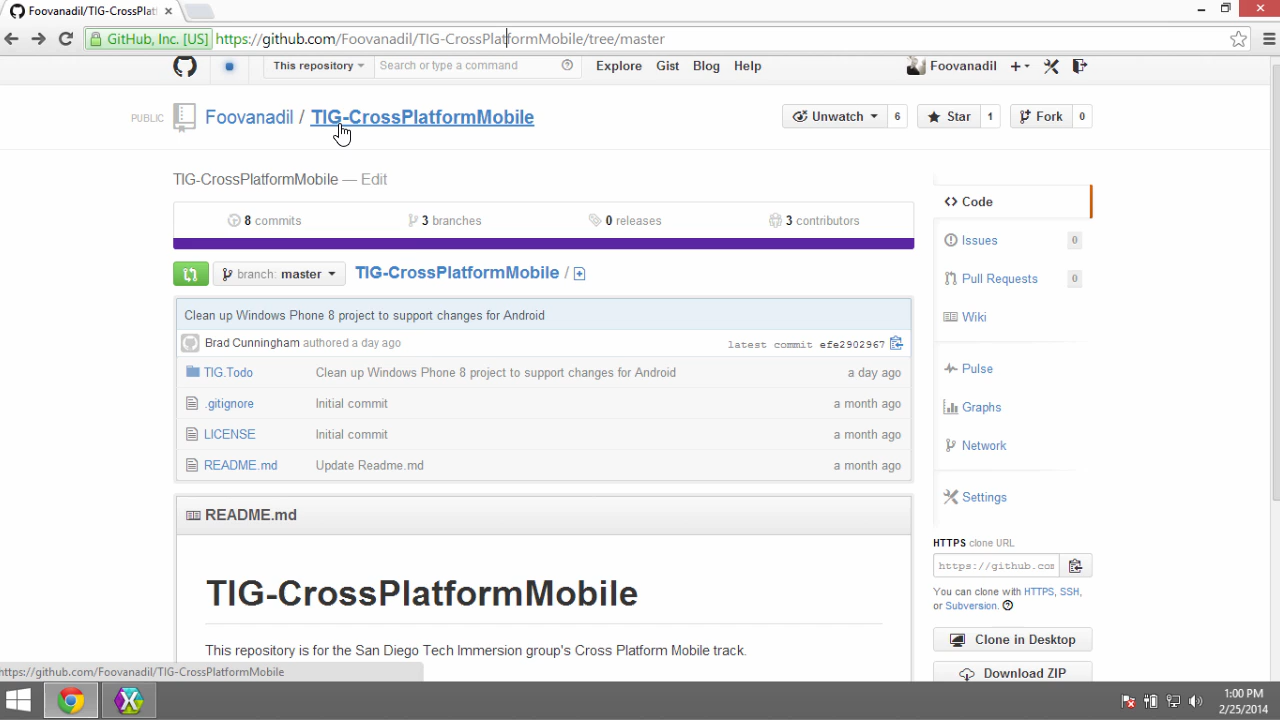 Foovanadil/TIG-CrossPlat
GitHub, Inc. [US] https://github.com/Foovanadil/TIG-CrossPlatformMobile/tree/master
This repository Search or type a command Explore Gist Blog Help Foovanadil
PUBLIC Foovanadil / TIG-CrossPlatformMobile Unwatch 6 Star 1 Fork 0
TIG-CrossPlatformMobile — Edit
8 commits 3 branches 0 releases 3 contributors
branch: master TIG-CrossPlatformMobile /
Clean up Windows Phone 8 project to support changes for Android
Brad Cunningham authored a day ago latest commit efe2902967
TIG.Todo Clean up Windows Phone 8 project to support changes for Android a day ago
.gitignore Initial commit a month ago
LICENSE Initial commit a month ago
README.md Update Readme.md a month ago
README.md
TIG-CrossPlatformMobile
This repository is for the San Diego Tech Immersion group's Cross Platform Mobile track.
Code
Issues 0
Pull Requests 0
Wiki
Pulse
Graphs
Network
Settings
HTTPS clone URL
https://github.com
You can clone with HTTPS, SSH,
or Subversion.
Clone in Desktop
Download ZIP
https://github.com/Foovanadil/TIG-CrossPlatformMobile
1:00 PM
2/25/2014